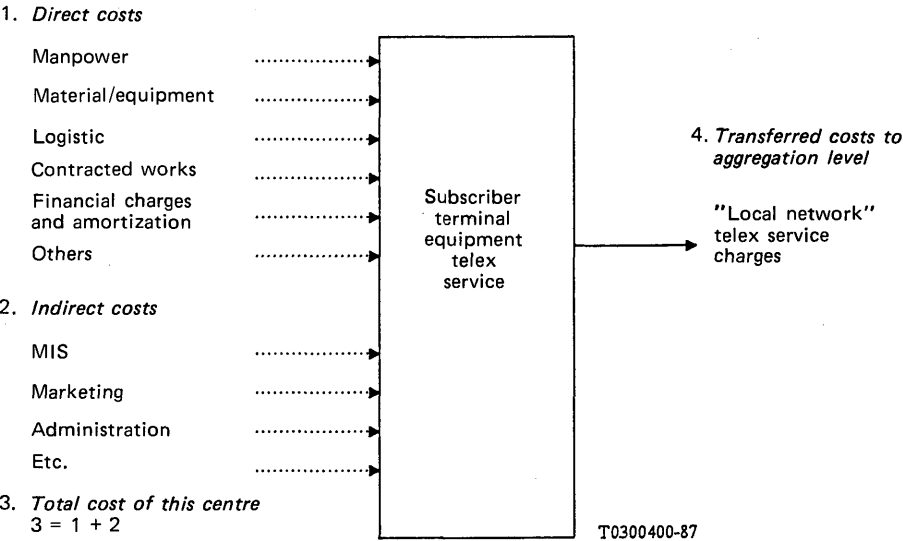 1. Direct costs
Manpower
Material/equipment
Logistic
Contracted works
Financial charges
and amortization
Others
2. Indirect costs
MIS
Marketing
Administration
Etc.
3. Total cost of this centre
3 = 1 + 2
Subscriber
terminal
equipment
telex
service
4. Transferred costs to
aggregation level
"Local network"
telex service
charges
T0300400-87